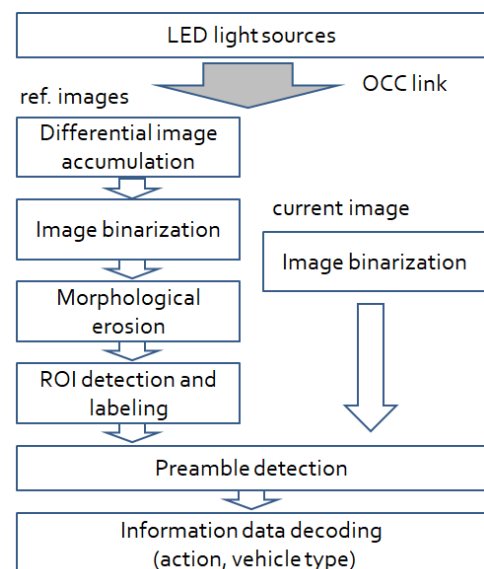 LED light sources
OCC link
ref. images
Differential image
accumulation
Image binarization
Morphological
erosion
ROI detection and
labeling
current image
Image binarization
Preamble detection
Information data decoding
(action, vehicle type)